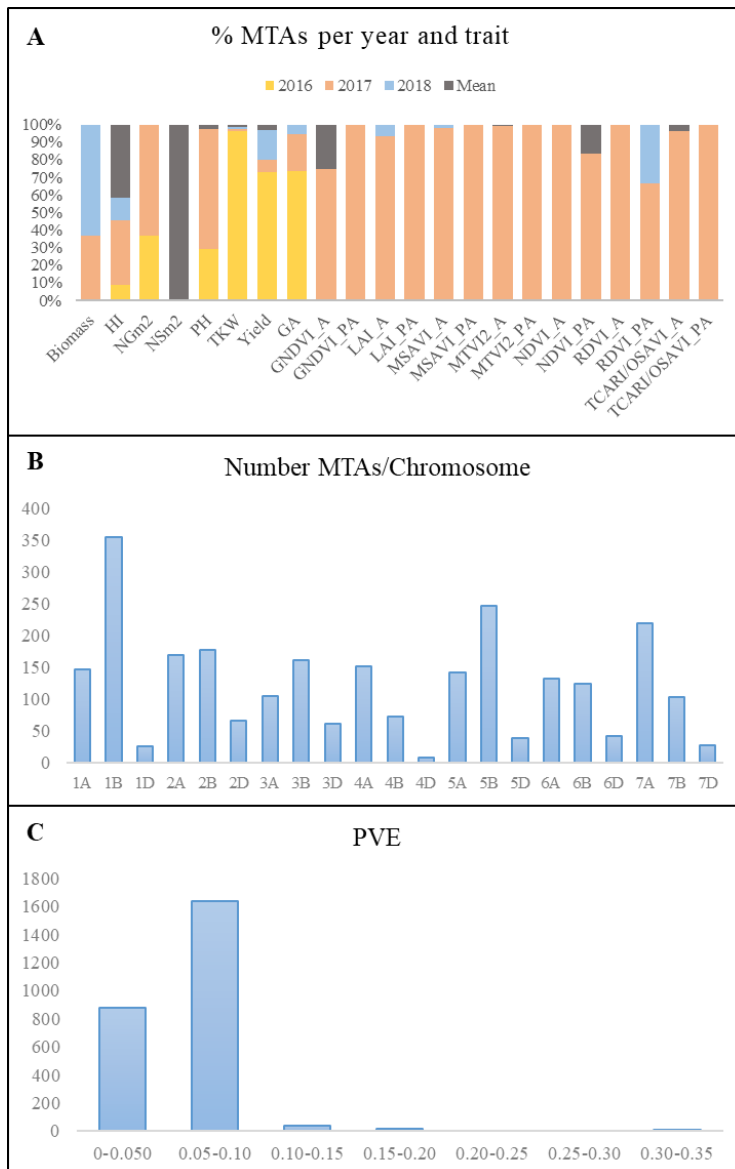 A
% MTAs per year and trait
2016 2017 2018 Mean
100%
90%
80%
70%
60%
50%
40%
30%
20%
10%
0%
Biomass
HI
NGm2
NSm2
PH
TKW
Yield
GA
GNDVI_A
GNDVI_PA
LAI_A
LAI_PA
MSAVI_A
MSAVI_PA
MTVI2_A
MTVI2_PA
NDVI_A
NDVI_PA
RDVI_A
RDVI_PA
TCARI/OSAVI_A
TCARI/OSAVI_PA
B
Number MTAs/Chromosome
400
350
300
250
200
150
100
50
0
1A 1B 1D 2A 2B 2D 3A 3B 3D 4A 4B 4D 5A 5B 5D 6A 6B 6D 7A 7B 7D
C
PVE
1800
1600
1400
1200
1000
800
600
400
200
0
0-0.050 0.05-0.10 0.10-0.15 0.15-0.20 0.20-0.25 0.25-0.30 0.30-0.35